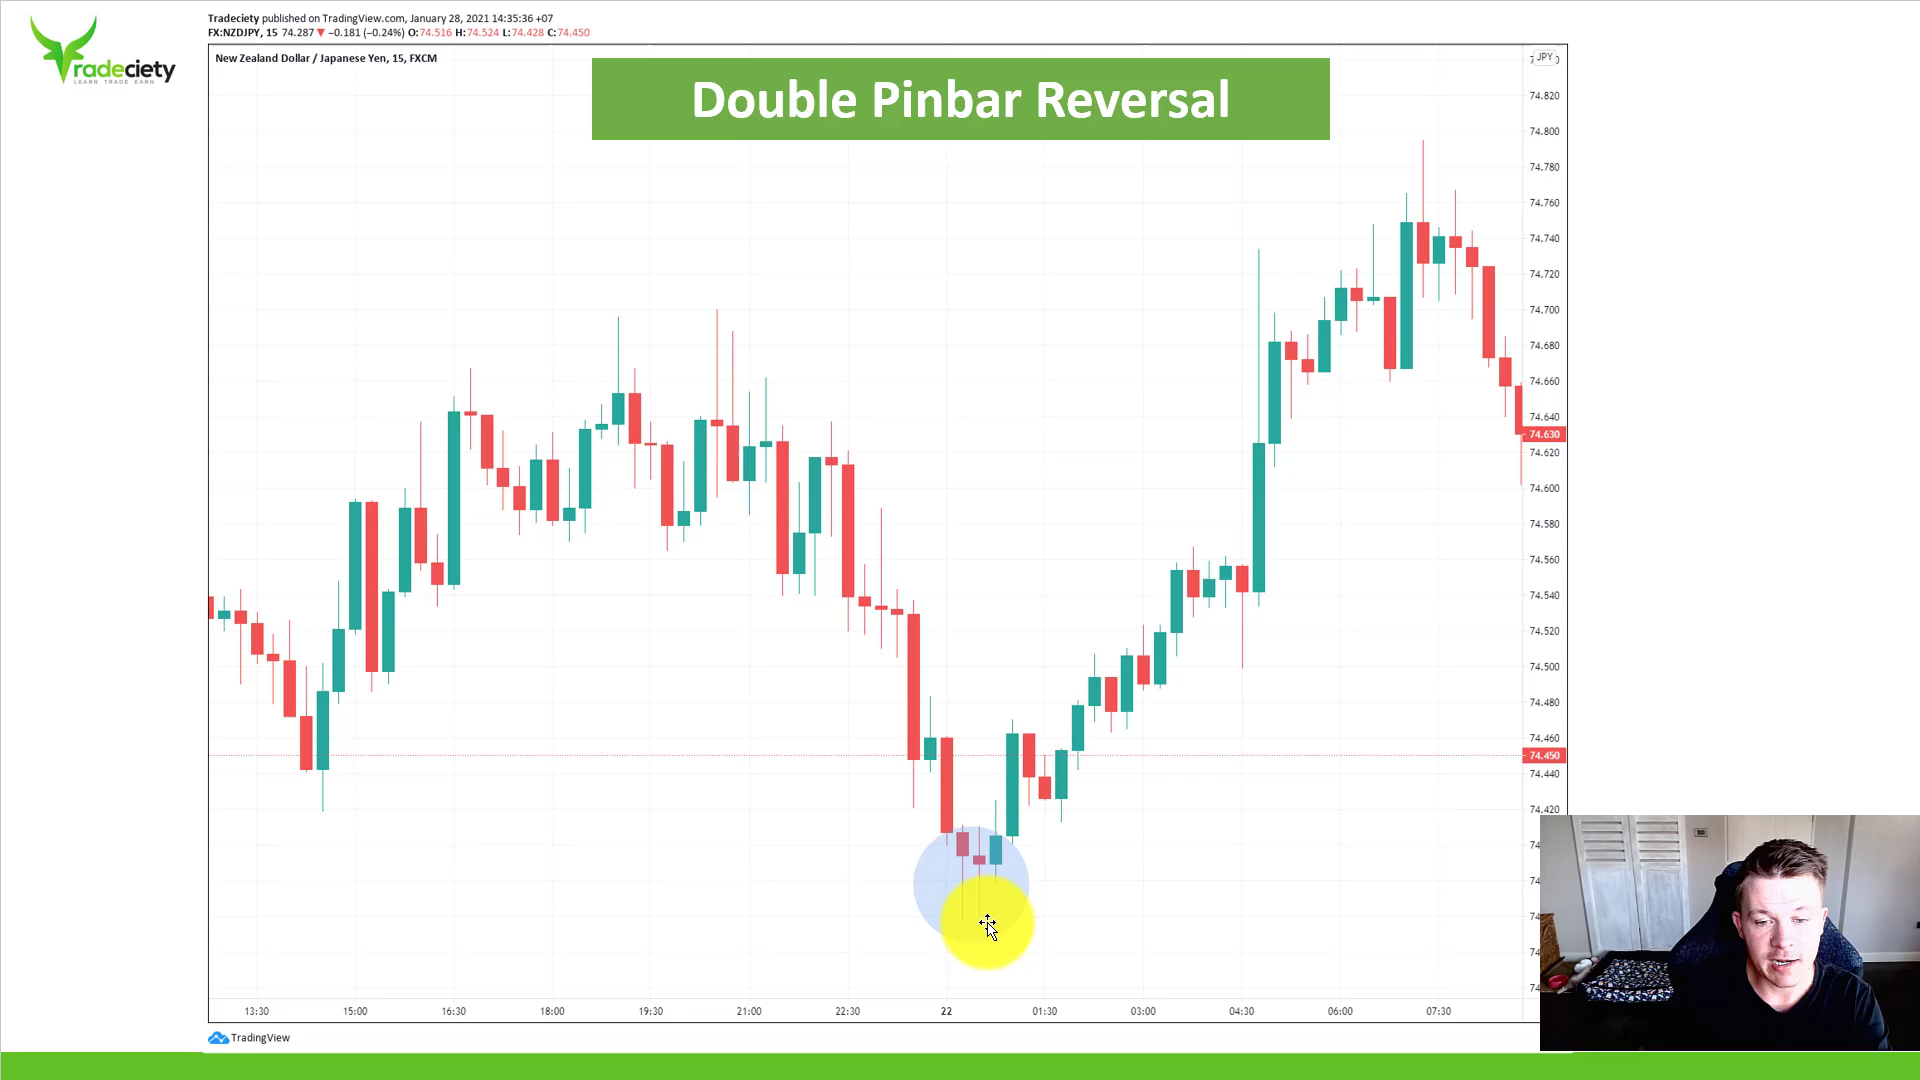 Tradeciety published on TradingView.com, January 28, 2021 14:35:36 +07
FX:NZDJPY, 15 74.287 ▼ −0.181 (−0.24%) O:74.516 H:74.524 L:74.428 C:74.450
radeciety
LEARN TRADE EARN
New Zealand Dollar / Japanese Yen, 15, FXCM
JPY
Double Pinbar Reversal
74.820
74.800
74.780
74.760
74.740
74.720
74.700
74.680
74.660
74.640
74.630
74.620
74.600
74.580
74.560
74.540
74.520
74.500
74.480
74.460
74.450
74.440
74.420
13:30 15:00 16:30 18:00 19:30 21:00 22:30 22 01:30 03:00 04:30 06:00 07:30
TradingView